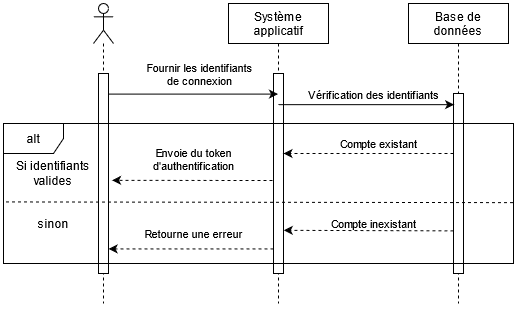 Système
applicatif
Base de
données
Fournir les identifiants
de connexion
Vérification des identifiants
alt
Compte existant
Si identifiants
valides
Envoie du token
d'authentification
sinon
Compte inexistant
Retourne une erreur